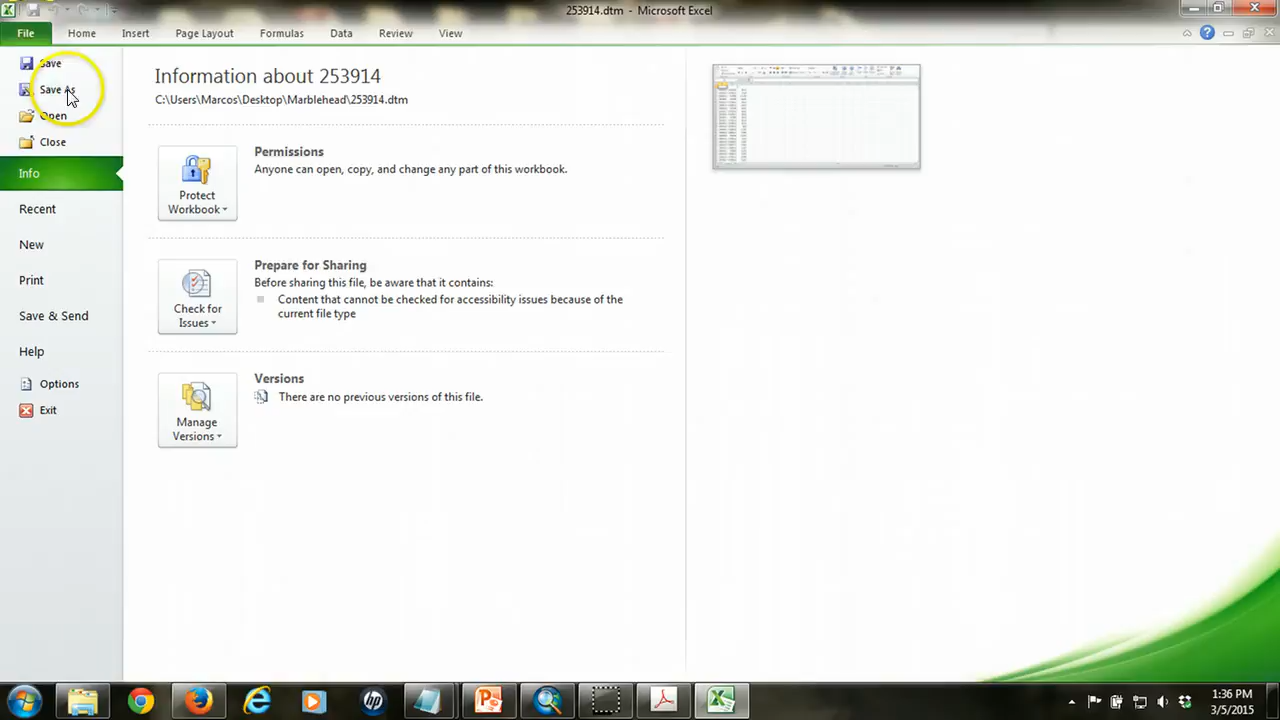 253914.dtm - Microsoft Excel
File Home Insert Page Layout Formulas Data Review View
Save
Save As
Open
Close
Info
Recent
New
Print
Save & Send
Help
Options
Exit
Information about 253914
C:\Users\Marcos\Desktop\Marblehead\253914.dtm
Protect
Workbook
Permissions
Anyone can open, copy, and change any part of this workbook.
Check for
Issues
Prepare for Sharing
Before sharing this file, be aware that it contains:
Content that cannot be checked for accessibility issues because of the
current file type
Manage
Versions
Versions
There are no previous versions of this file.
1:36 PM
3/5/2015